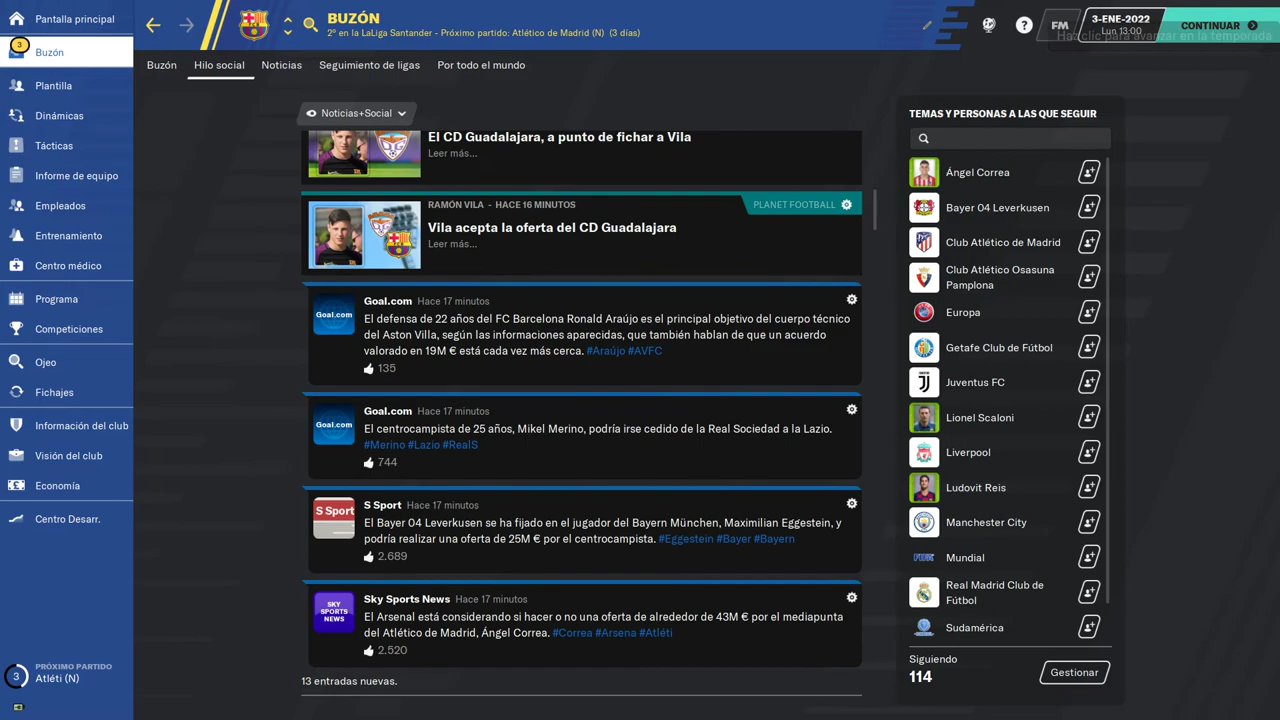 Pantalla principal
BUZÓN
2º en la LiGa Santander - Próximo partido: Atlético de Madrid (N) (3 días)
FM
3-ENE-2022
Lun 13:00
CONTINUAR
Haz clic para avanzar en la temporada
3
Buzón
Plantilla
Dinámicas
Tácticas
Informe de equipo
Empleados
Entrenamiento
Centro médico
Programa
Competiciones
Ojeo
Fichajes
Información del club
Visión del club
Economía
Centro Desarr.
PRÓXIMO PARTIDO
3
Atléti (N)
Buzón
Hilo social
Noticias
Seguimiento de ligas
Por todo el mundo
Noticias+Social
El CD Guadalajara, a punto de fichar a Vila
Leer más...
RAMÓN VILA - HACE 16 MINUTOS
PLANET FOOTBALL
Vila acepta la oferta del CD Guadalajara
Leer más...
Goal.com
Goal.com Hace 17 minutos
El defensa de 22 años del FC Barcelona Ronald Araújo es el principal objetivo del cuerpo técnico
del Aston Villa, según las informaciones aparecidas, que también hablan de que un acuerdo
valorado en 19M € está cada vez más cerca. #Araújo #AVFC
135
Goal.com
Goal.com Hace 17 minutos
El centrocampista de 25 años, Mikel Merino, podría irse cedido de la Real Sociedad a la Lazio.
#Merino #Lazio #RealS
744
S Sport
S Sport Hace 17 minutos
El Bayer 04 Leverkusen se ha fijado en el jugador del Bayern München, Maximilian Eggestein, y
podría realizar una oferta de 25M € por el centrocampista. #Eggestein #Bayer #Bayern
2.689
SKY
SPORTS
NEWS
Sky Sports News Hace 17 minutos
El Arsenal está considerando si hacer o no una oferta de alrededor de 43M € por el mediapunta
del Atlético de Madrid, Ángel Correa. #Correa #Arsena #Atléti
2.520
13 entradas nuevas.
TEMAS Y PERSONAS A LAS QUE SEGUIR
Ángel Correa
Bayer 04 Leverkusen
Club Atlético de Madrid
Club Atlético Osasuna
Pamplona
Europa
Getafe Club de Fútbol
Juventus FC
Lionel Scaloni
Liverpool
Ludovit Reis
Manchester City
Mundial
Real Madrid Club de
Fútbol
Sudamérica
Siguiendo
114
Gestionar